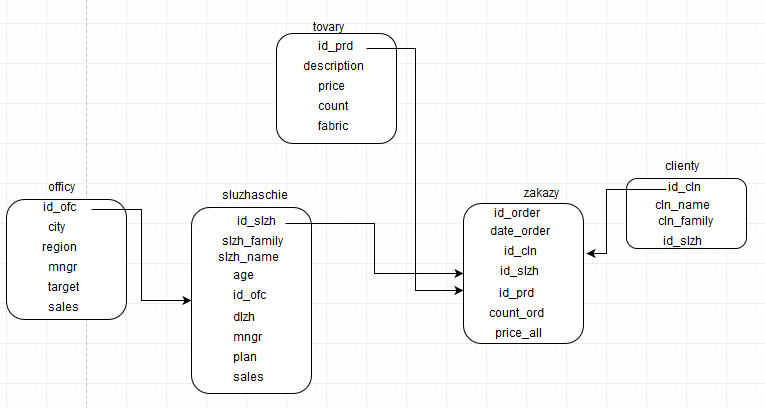 tovary
id_prd
description
price
count
fabric
officy
id_ofc
city
region
mngr
target
sales
sluzhaschie
id_slzh
slzh_family
slzh_name
age
id_ofc
dlzh
mngr
plan
sales
zakazy
id_order
date_order
id_cln
id_slzh
id_prd
count_ord
price_all
clienty
id_cln
cln_name
cln_family
id_slzh